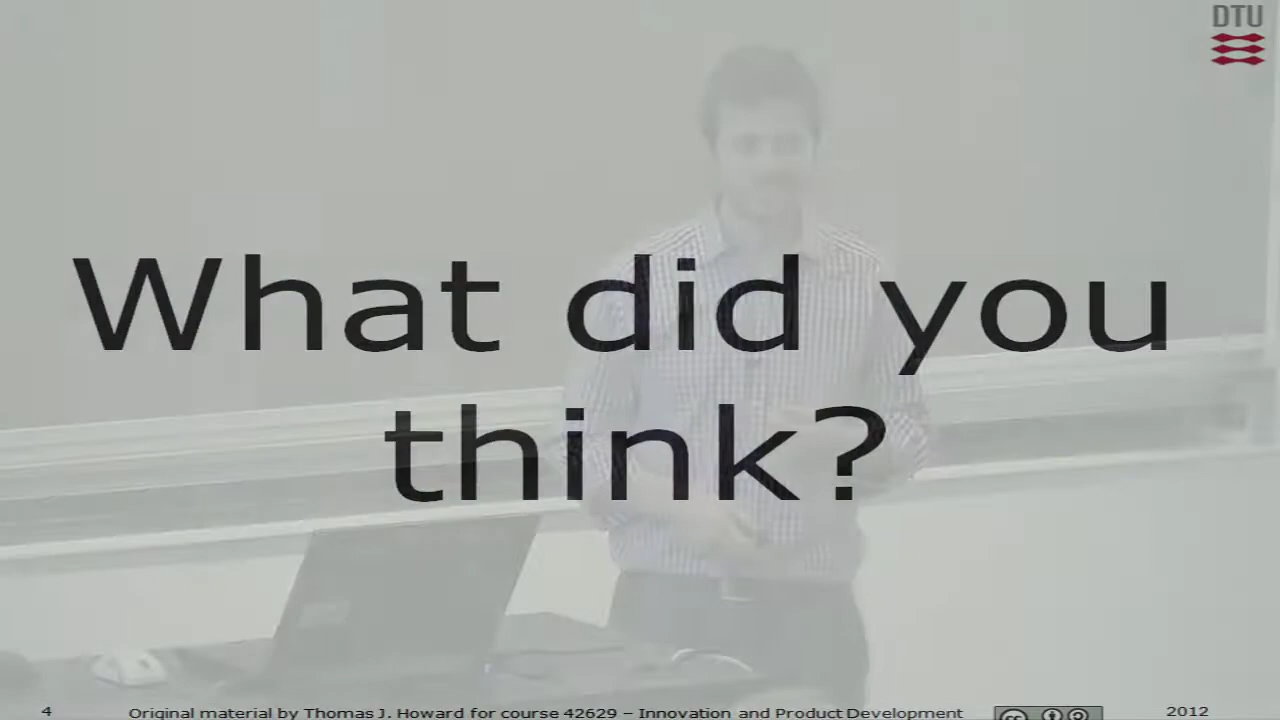 DTU
What did you
think?
4 Original material by Thomas J. Howard for course 42629 – Innovation and Product Development 2012